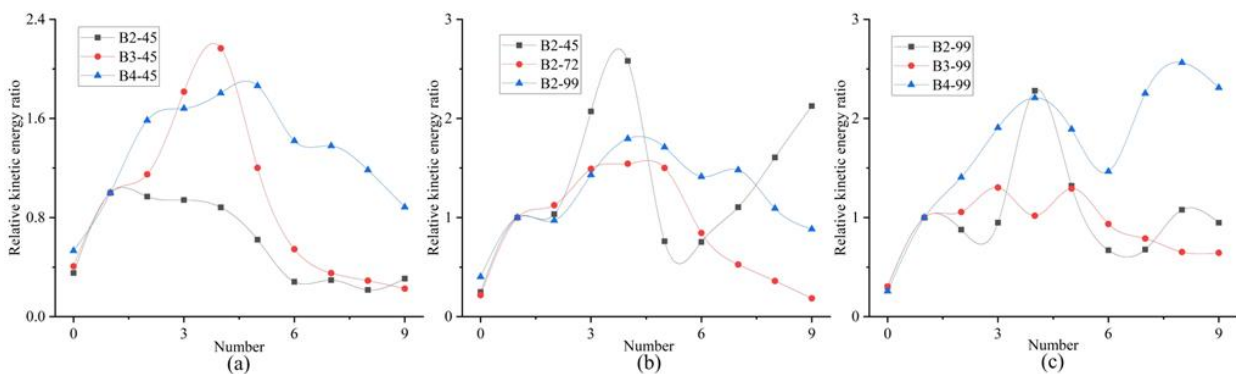 2.4
1.6
0.8
0.0
Relative kinetic energy ratio
B2-45
B3-45
B4-45
0
3
6
9
Number
(a)
3
2
1
0
Relative kinetic energy ratio
B2-45
B2-72
B2-99
0
3
6
9
Number
(b)
3
2
1
0
Relative kinetic energy ratio
B2-99
B3-99
B4-99
0
3
6
9
Number
(c)